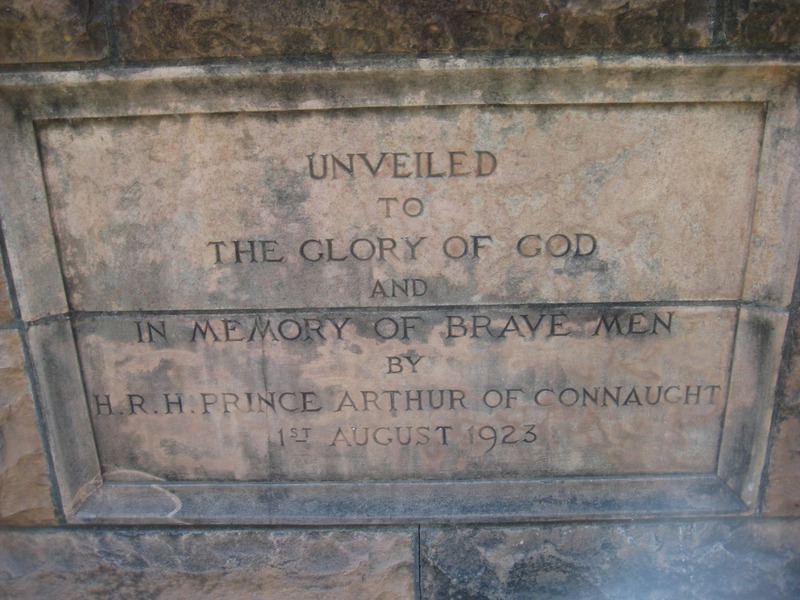 UNVEILED
TO
THE GLORY OF GOD
AND
IN MEMORY OF BRAVE MEN
BY
H.R.H. PRINCE ARTHUR OF CONNAUGHT
1ST AUGUST 1923